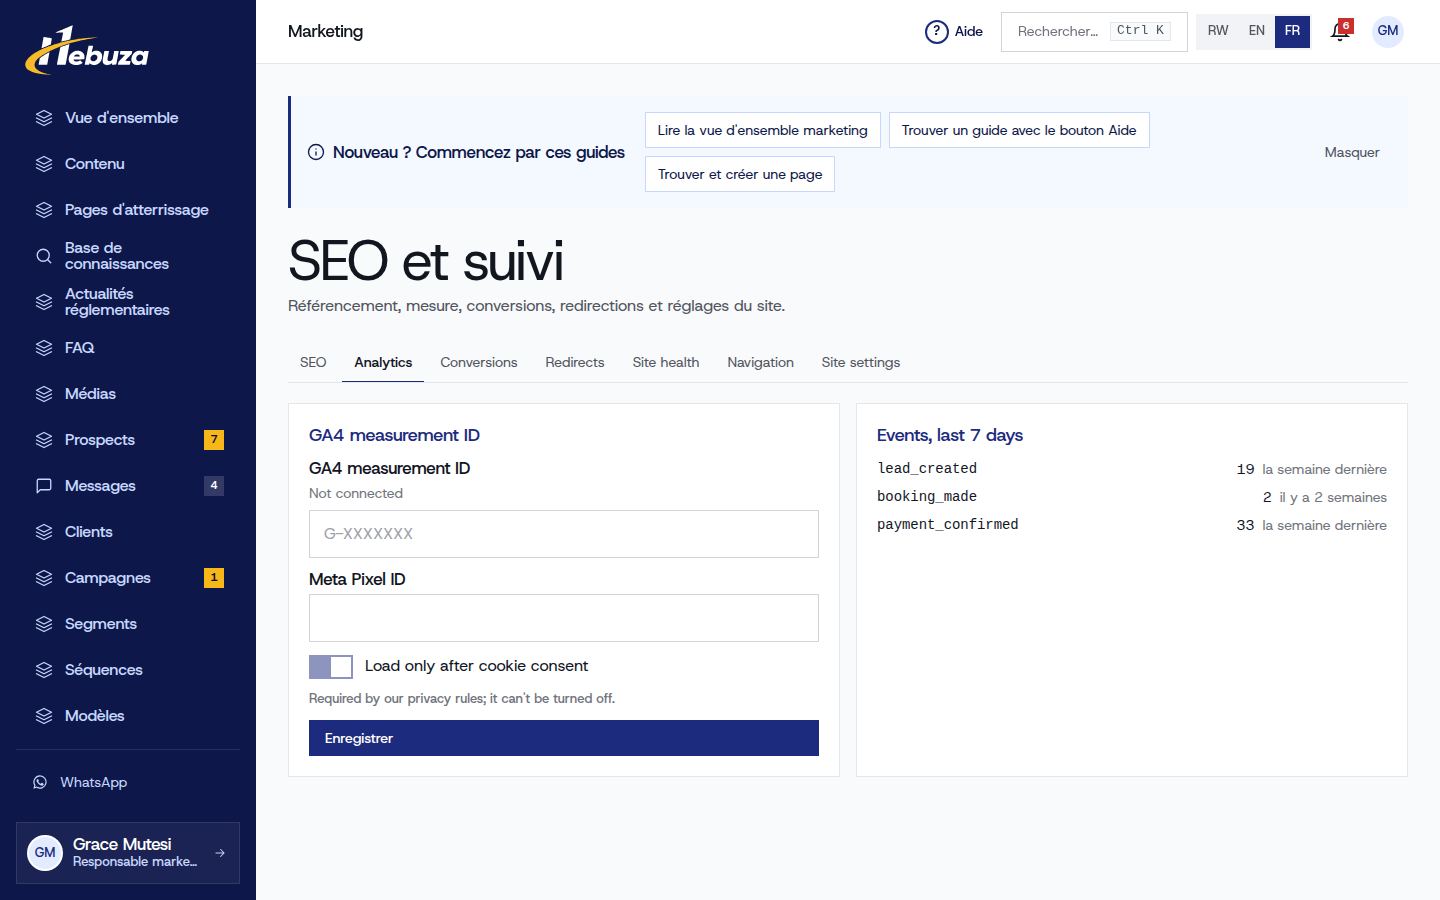 Hebuza
Vue d'ensemble
Contenu
Pages d'atterrissage
Base de
connaissances
Actualités
réglementaires
FAQ
Médias
Prospects 7
Messages 4
Clients
Campagnes 1
Segments
Séquences
Modèles
WhatsApp
GM
Grace Mutesi
Responsable marke...
Marketing
? Aide
Rechercher... Ctrl K
RW EN FR
6
GM
Nouveau ? Commencez par ces guides
Lire la vue d'ensemble marketing
Trouver un guide avec le bouton Aide
Trouver et créer une page
Masquer
SEO et suivi
Référencement, mesure, conversions, redirections et réglages du site.
SEO Analytics Conversions Redirects Site health Navigation Site settings
GA4 measurement ID
GA4 measurement ID
Not connected
G-XXXXXXX
Meta Pixel ID
Load only after cookie consent
Required by our privacy rules; it can't be turned off.
Enregistrer
Events, last 7 days
lead_created 19 la semaine dernière
booking_made 2 il y a 2 semaines
payment_confirmed 33 la semaine dernière